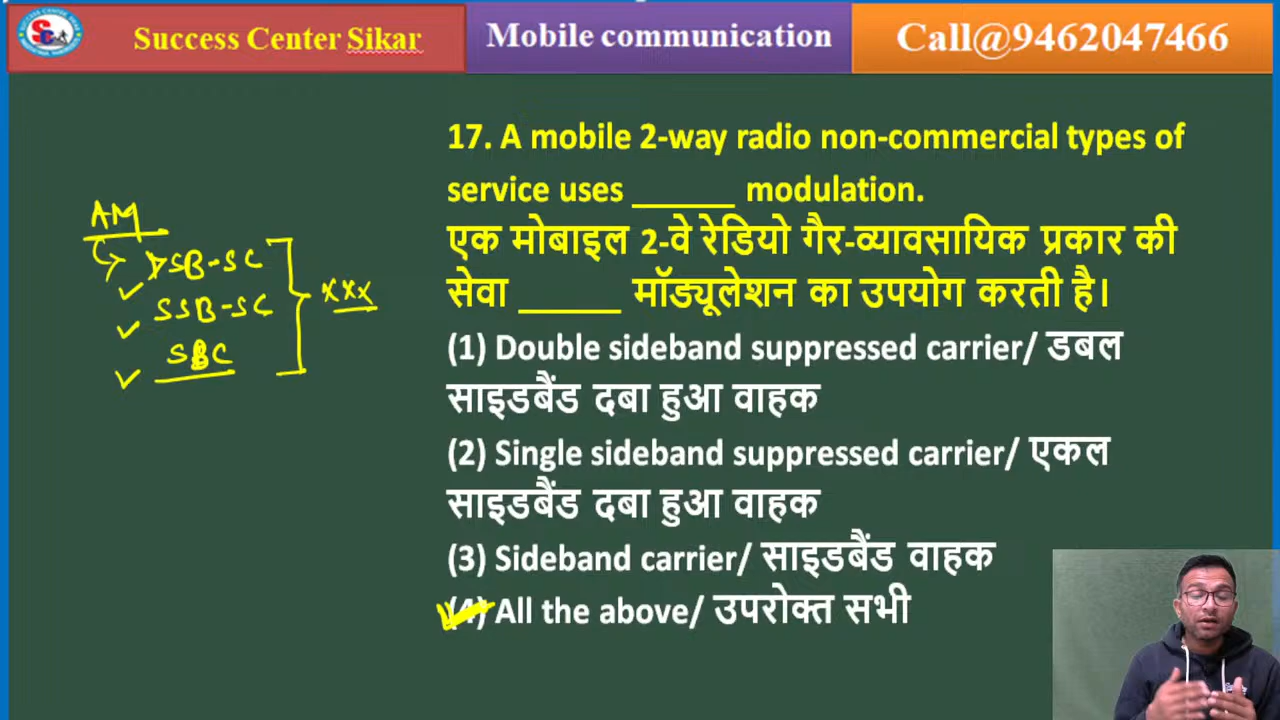 SC
Success Center Sikar
Mobile communication
Call@9462047466
17. A mobile 2-way radio non-commercial types of
service uses ______ modulation.
एक मोबाइल 2-वे रेडियो गैर-व्यावसायिक प्रकार की
सेवा ______ मॉड्यूलेशन का उपयोग करती है।
(1) Double sideband suppressed carrier/ डबल
साइडबैंड दबा हुआ वाहक
(2) Single sideband suppressed carrier/ एकल
साइडबैंड दबा हुआ वाहक
(3) Sideband carrier/ साइडबैंड वाहक
(4) All the above/ उपरोक्त सभी
AM
DSB-SC
SSB-SC
SBC
xxx